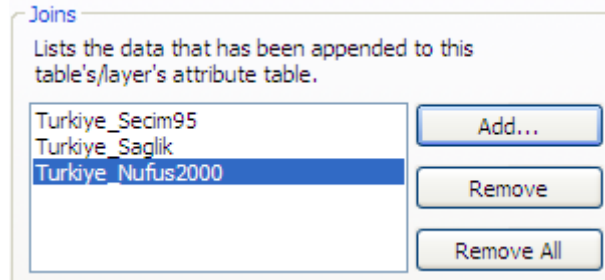 Joins
Lists the data that has been appended to this
table's/layer's attribute table.
Turkiye_Secim95
Turkiye_Saglik
Turkiye_Nufus2000
Add...
Remove
Remove All